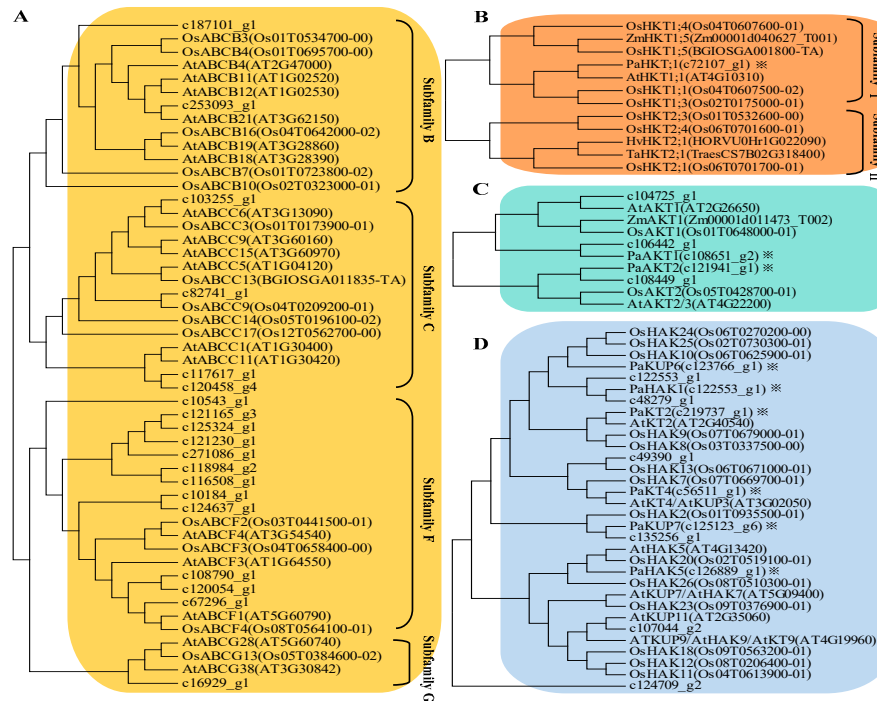 A
c187101_g1
OsABCB3(Os01T0534700-00)
OsABCB4(Os01T0695700-00)
AtABCB4(AT2G47000)
AtABCB11(AT1G02520)
AtABCB12(AT1G02530)
c253093_g1
AtABCB21(AT3G62150)
OsABCB16(Os04T0642000-02)
AtABCB19(AT3G28860)
AtABCB18(AT3G28390)
OsABCB7(Os01T0723800-02)
OsABCB10(Os02T0323000-01)
Subfamily B
c103255_g1
AtABCC6(AT3G13090)
OsABCC3(Os01T0173900-01)
AtABCC9(AT3G60160)
AtABCC15(AT3G60970)
AtABCC5(AT1G04120)
OsABCC13(BGIOSGA011835-TA)
c82741_g1
OsABCC9(Os04T0209200-01)
OsABCC14(Os05T0196100-02)
OsABCC17(Os12T0562700-00)
AtABCC1(AT1G30400)
AtABCC11(AT1G30420)
c117617_g1
c120458_g4
Subfamily C
c10543_g1
c121165_g3
c125324_g1
c121230_g1
c271086_g1
c118984_g2
c116508_g1
c10184_g1
c124637_g1
OsABCF2(Os03T0441500-01)
AtABCF4(AT3G54540)
OsABCF3(Os04T0658400-00)
AtABCF3(AT1G64550)
c108790_g1
c120054_g1
c67296_g1
AtABCF1(AT5G60790)
OsABCF4(Os08T0564100-01)
Subfamily F
AtABCG28(AT5G60740)
OsABCG13(Os05T0384600-02)
AtABCG38(AT3G30842)
c16929_g1
Subfamily G
B
OsHKT1;4(Os04T0607600-01)
ZmHKT1;5(Zm00001d040627_T001)
OsHKT1;5(BGIOSGA001800-TA)
PaHKT;1(c72107_g1) ※
AtHKT1;1(AT4G10310)
OsHKT1;1(Os04T0607500-02)
OsHKT1;3(Os02T0175000-01)
OsHKT2;3(Os01T0532600-00)
OsHKT2;4(Os06T0701600-01)
HvHKT2;1(HORVU0Hr1G022090)
TaHKT2;1(TraesCS7B02G318400)
OsHKT2;1(Os06T0701700-01)
C
c104725_g1
AtAKT1(AT2G26650)
ZmAKT1(Zm00001d011473_T002)
OsAKT1(Os01T0648000-01)
c106442_g1
PaAKT1(c108651_g2) ※
PaAKT2(c121941_g1) ※
c108449_g1
OsAKT2(Os05T0428700-01)
AtAKT2/3(AT4G22200)
D
OsHAK24(Os06T0270200-00)
OsHAK25(Os02T0730300-01)
OsHAK10(Os06T0625900-01)
PaKUP6(c123766_g1) ※
c122553_g1
PaHAK1(c122553_g1) ※
c48279_g1
PaKT2(c219737_g1) ※
AtKT2(AT2G40540)
OsHAK9(Os07T0679000-01)
OsHAK8(Os03T0337500-00)
c49390_g1
OsHAK13(Os06T0671000-01)
OsHAK7(Os07T0669700-01)
PaKT4(c56511_g1) ※
AtKT4/AtKUP3(AT3G02050)
OsHAK2(Os01T0935500-01)
PaKUP7(c125123_g6) ※
c135256_g1
AtHAK5(AT4G13420)
OsHAK20(Os02T0519100-01)
PaHAK5(c126889_g1) ※
OsHAK26(Os08T0510300-01)
AtKUP7/AtHAK7(AT5G09400)
OsHAK23(Os09T0376900-01)
AtKUP11(AT2G35060)
c107044_g2
ATKUP9/AtHAK9/AtKT9(AT4G19960)
OsHAK18(Os09T0563200-01)
OsHAK12(Os08T0206400-01)
OsHAK11(Os04T0613900-01)
c124709_g2